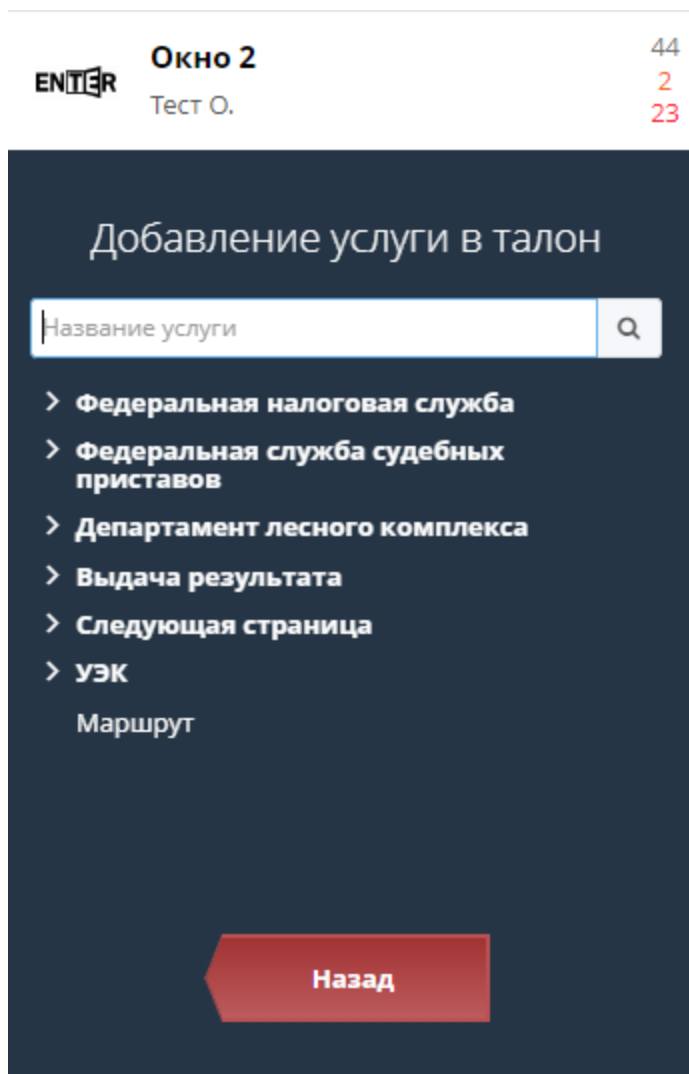 ENTER
Окно 2
Тест О.
44
2
23
Добавление услуги в талон
Название услуги
Федеральная налоговая служба
Федеральная служба судебных
приставов
Департамент лесного комплекса
Выдача результата
Следующая страница
УЭК
Маршрут
Назад